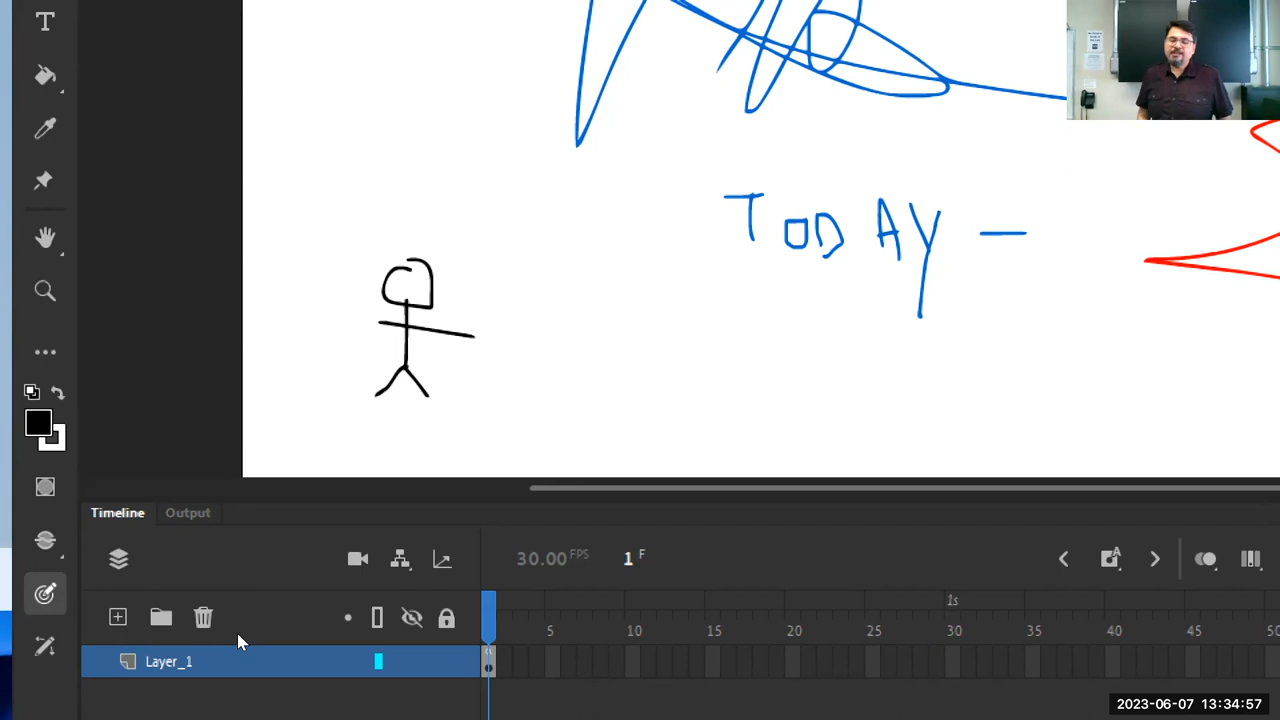 TODAY —
Timeline Output
30.00 FPS 1 F
1s
5 10 15 20 25 30 35 40 45 50
Layer_1
2023-06-07 13:34:57